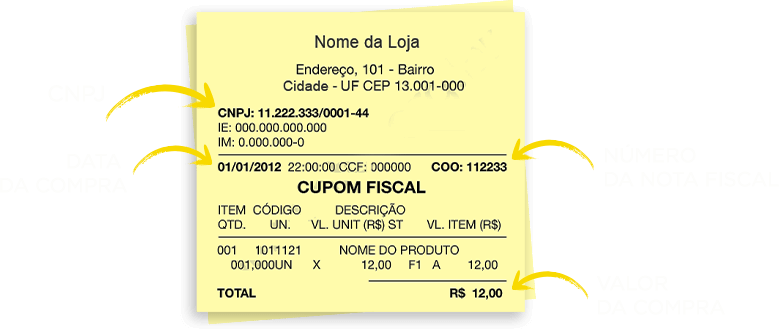 Nome da Loja
Endereço, 101 - Bairro
Cidade - UF CEP 13.001-000
CNPJ
CNPJ: 11.222.333/0001-44
IE: 000.000.000.000
IM: 0.000.000-0
DATA
DA COMPRA
01/01/2012 22:00:00 CCF: 000000 COO: 112233
NÚMERO
DA NOTA FISCAL
CUPOM FISCAL
ITEM CÓDIGO DESCRIÇÃO
QTD. UN. VL. UNIT (R$) ST VL. ITEM (R$)
001 1011121 NOME DO PRODUTO
001,000UN X 12,00 F1 A 12,00
TOTAL R$ 12,00
VALOR
DA COMPRA